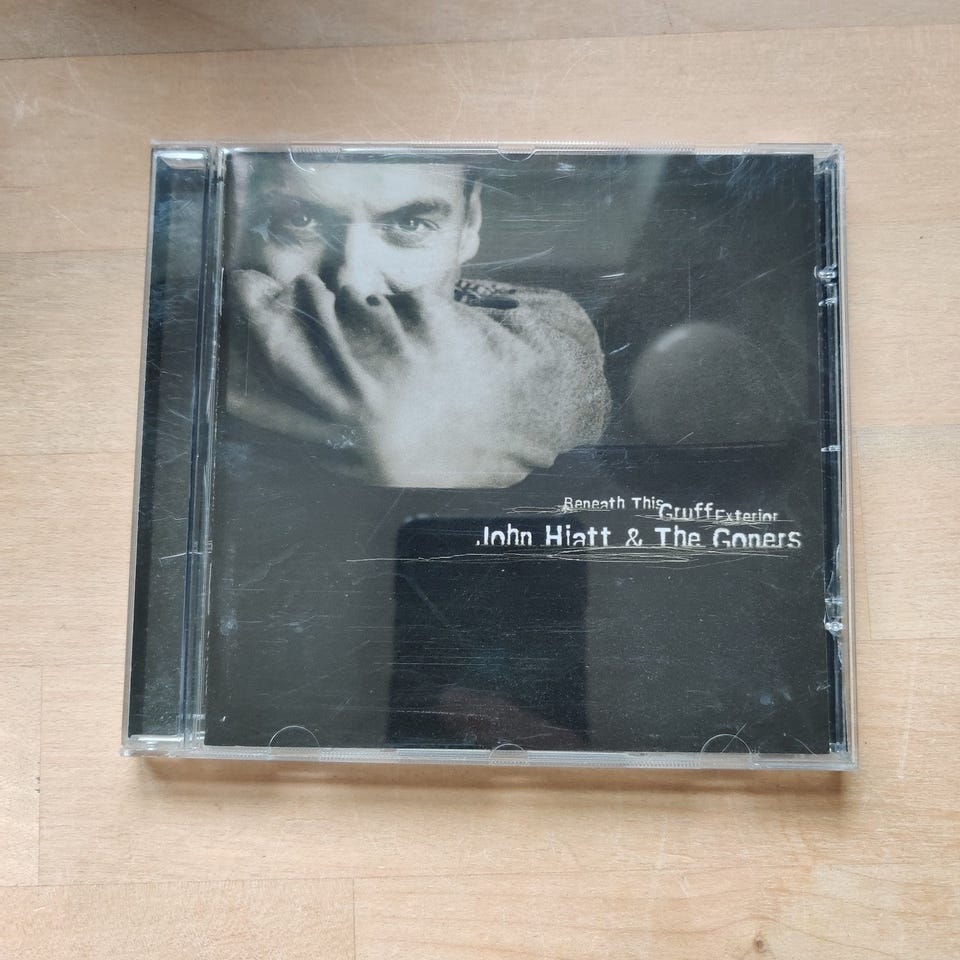 Beneath This Gruff Exterior
John Hiatt & The Goners